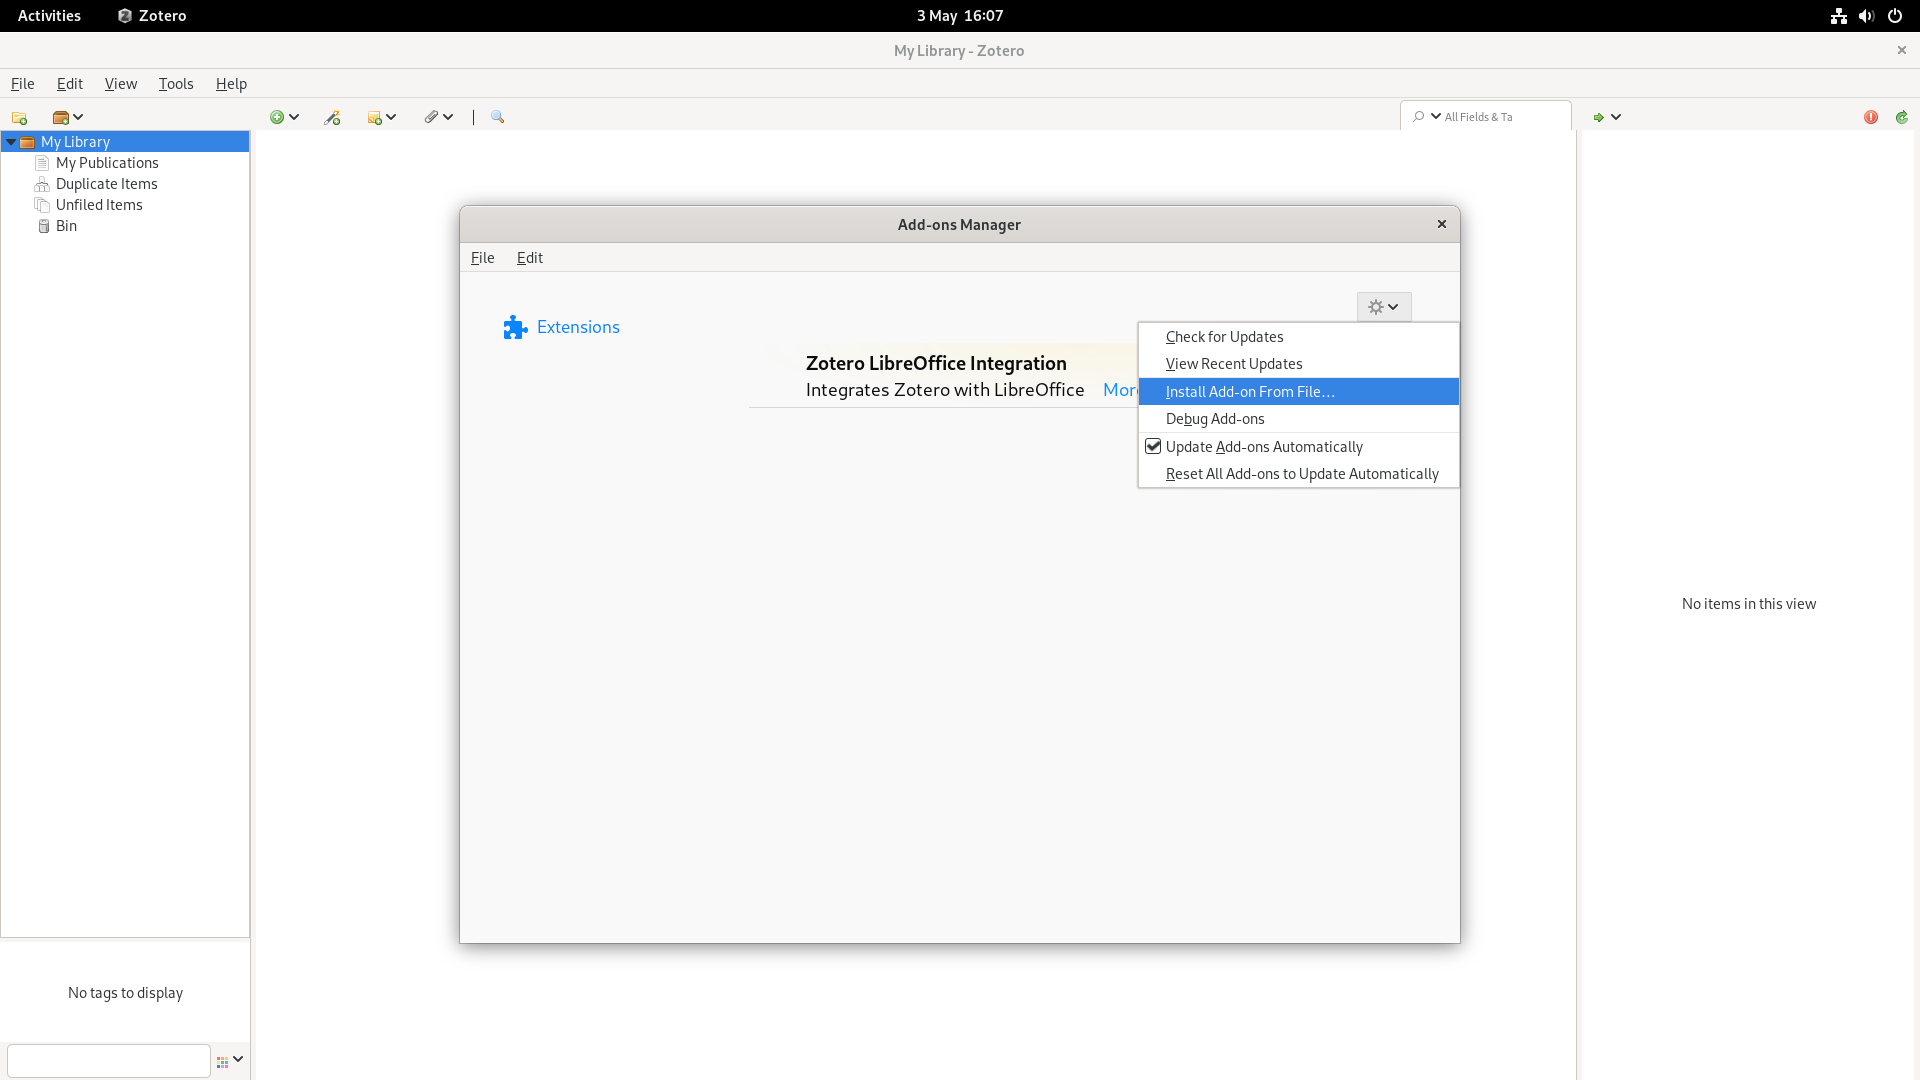 Activities
Zotero
3 May 16:07
My Library - Zotero
File Edit View Tools Help
All Fields & Ta
My Library
My Publications
Duplicate Items
Unfiled Items
Bin
Add-ons Manager
File Edit
Extensions
Zotero LibreOffice Integration
Integrates Zotero with LibreOffice More
Check for Updates
View Recent Updates
Install Add-on From File...
Debug Add-ons
Update Add-ons Automatically
Reset All Add-ons to Update Automatically
No items in this view
No tags to display